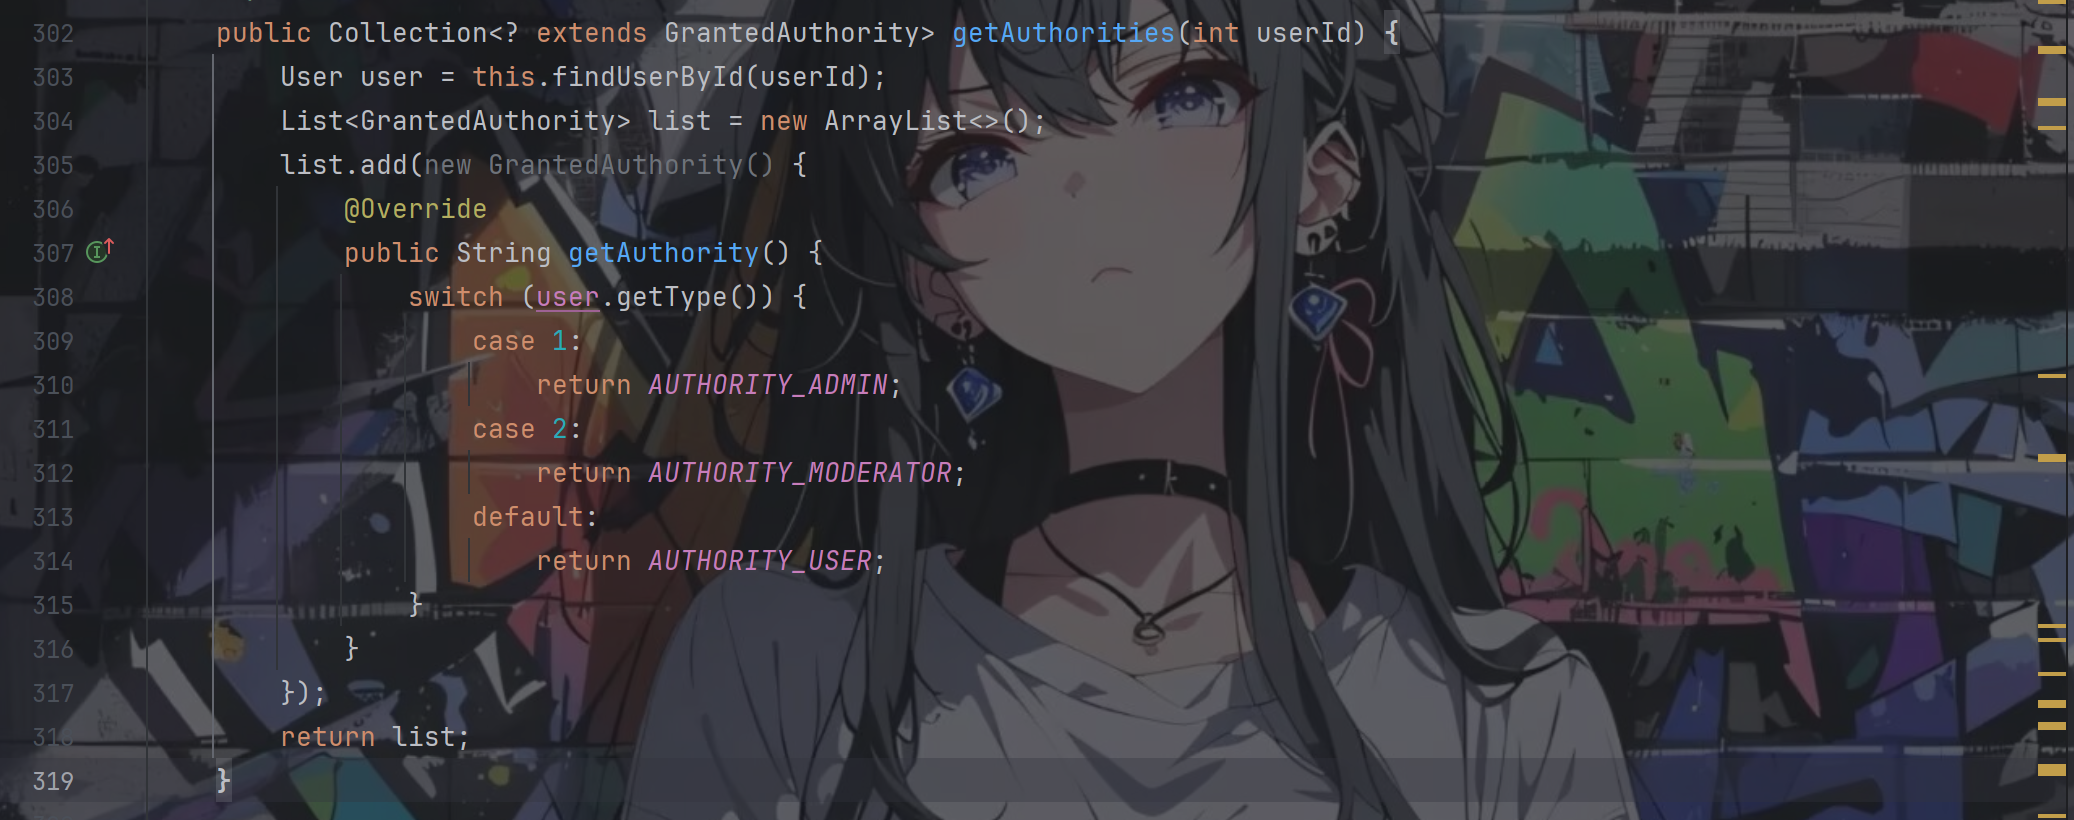 302 public Collection<? extends GrantedAuthority> getAuthorities(int userId) {
303 User user = this.findUserById(userId);
304 List<GrantedAuthority> list = new ArrayList<>();
305 list.add(new GrantedAuthority() {
306 @Override
307 public String getAuthority() {
308 switch (user.getType()) {
309 case 1:
310 return AUTHORITY_ADMIN;
311 case 2:
312 return AUTHORITY_MODERATOR;
313 default:
314 return AUTHORITY_USER;
315 }
316 }
317 });
318 return list;
319 }